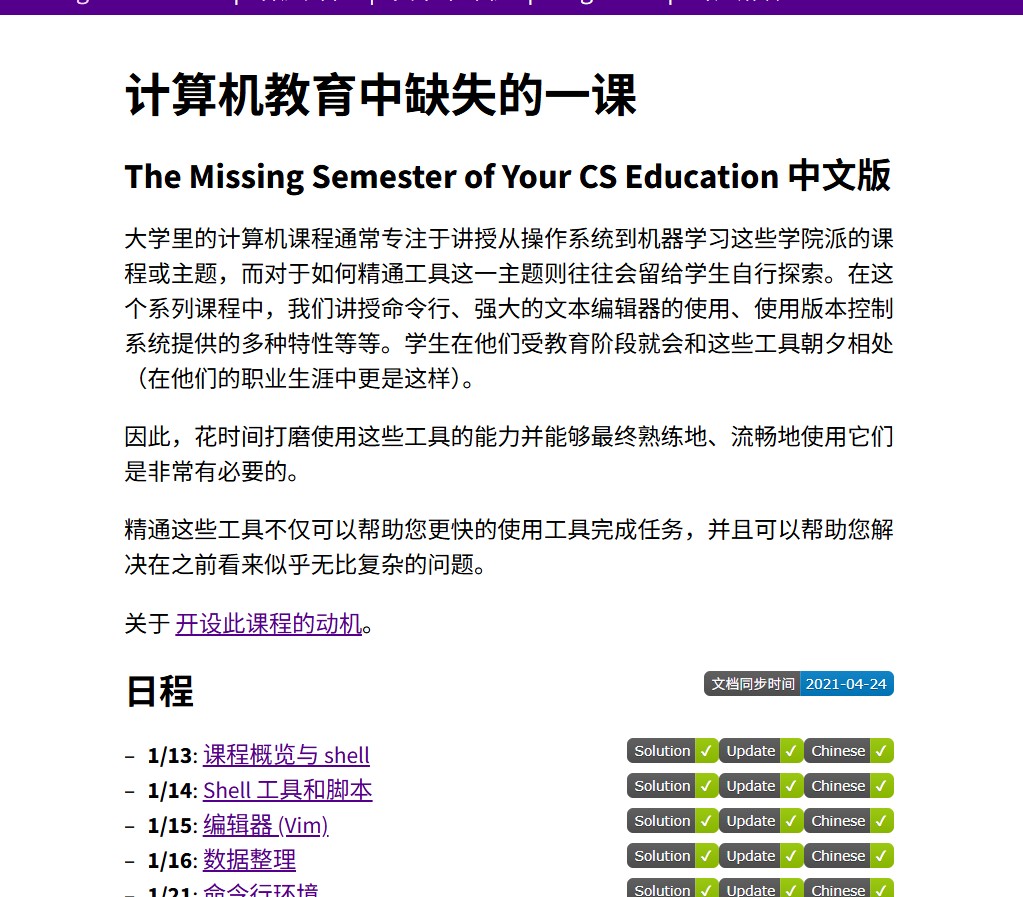 计算机教育中缺失的一课
The Missing Semester of Your CS Education 中文版
大学里的计算机课程通常专注于讲授从操作系统到机器学习这些学院派的课
程或主题，而对于如何精通工具这一主题则往往会留给学生自行探索。在这
个系列课程中，我们讲授命令行、强大的文本编辑器的使用、使用版本控制
系统提供的多种特性等等。学生在他们受教育阶段就会和这些工具朝夕相处
（在他们的职业生涯中更是这样）。
因此，花时间打磨使用这些工具的能力并能够最终熟练地、流畅地使用它们
是非常有必要的。
精通这些工具不仅可以帮助您更快的使用工具完成任务，并且可以帮助您解
决在之前看来似乎无比复杂的问题。
关于 开设此课程的动机。
日程 文档同步时间 2021-04-24
– 1/13: 课程概览与 shell Solution ✓ Update ✓ Chinese ✓
– 1/14: Shell 工具和脚本 Solution ✓ Update ✓ Chinese ✓
– 1/15: 编辑器 (Vim) Solution ✓ Update ✓ Chinese ✓
– 1/16: 数据整理 Solution ✓ Update ✓ Chinese ✓
– 1/21: 命令行环境 Solution ✓ Update ✓ Chinese ✓